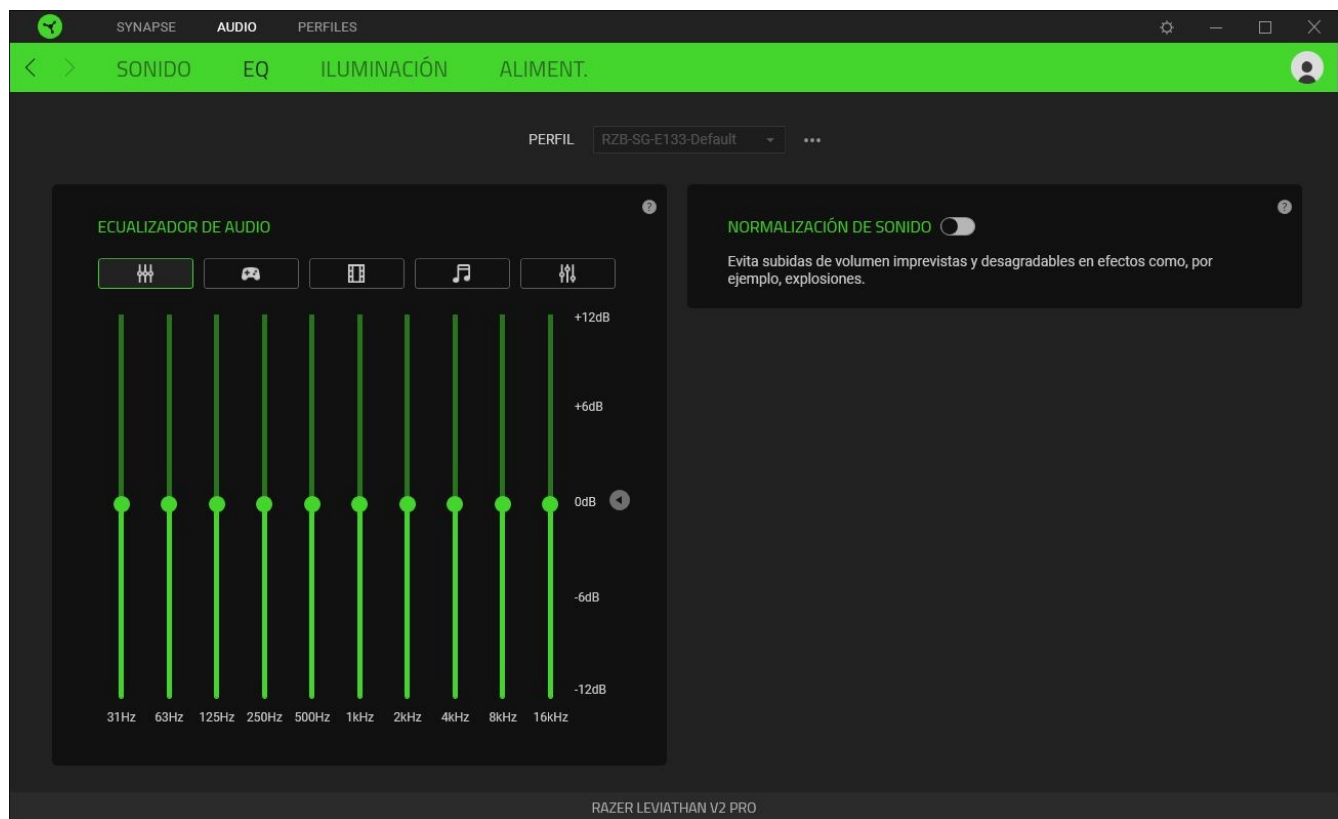 SYNAPSE AUDIO PERFILES
SONIDO EQ ILUMINACIÓN ALIMENT.
PERFIL RZB-SG-E133-Default
ECUALIZADOR DE AUDIO
+12dB
+6dB
0dB
-6dB
-12dB
31Hz 63Hz 125Hz 250Hz 500Hz 1kHz 2kHz 4kHz 8kHz 16kHz
NORMALIZACIÓN DE SONIDO
Evita subidas de volumen imprevistas y desagradables en efectos como, por
ejemplo, explosiones.
RAZER LEVIATHAN V2 PRO